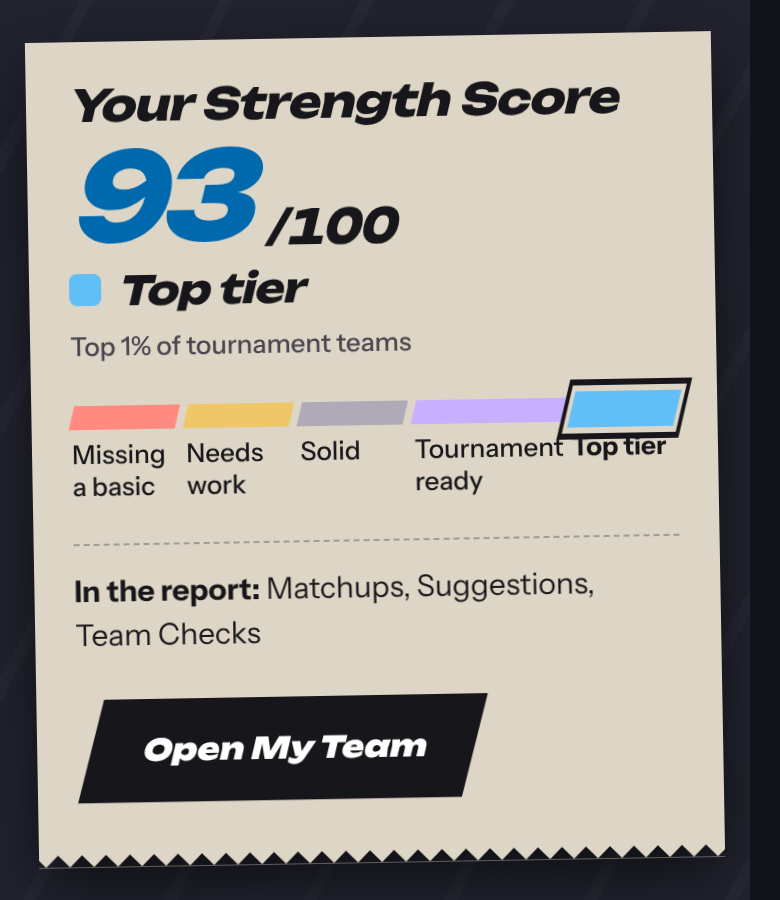 Your Strength Score
93 /100
Top tier
Top 1% of tournament teams
Missing a basic
Needs work
Solid
Tournament ready
Top tier
In the report: Matchups, Suggestions,
Team Checks
Open My Team